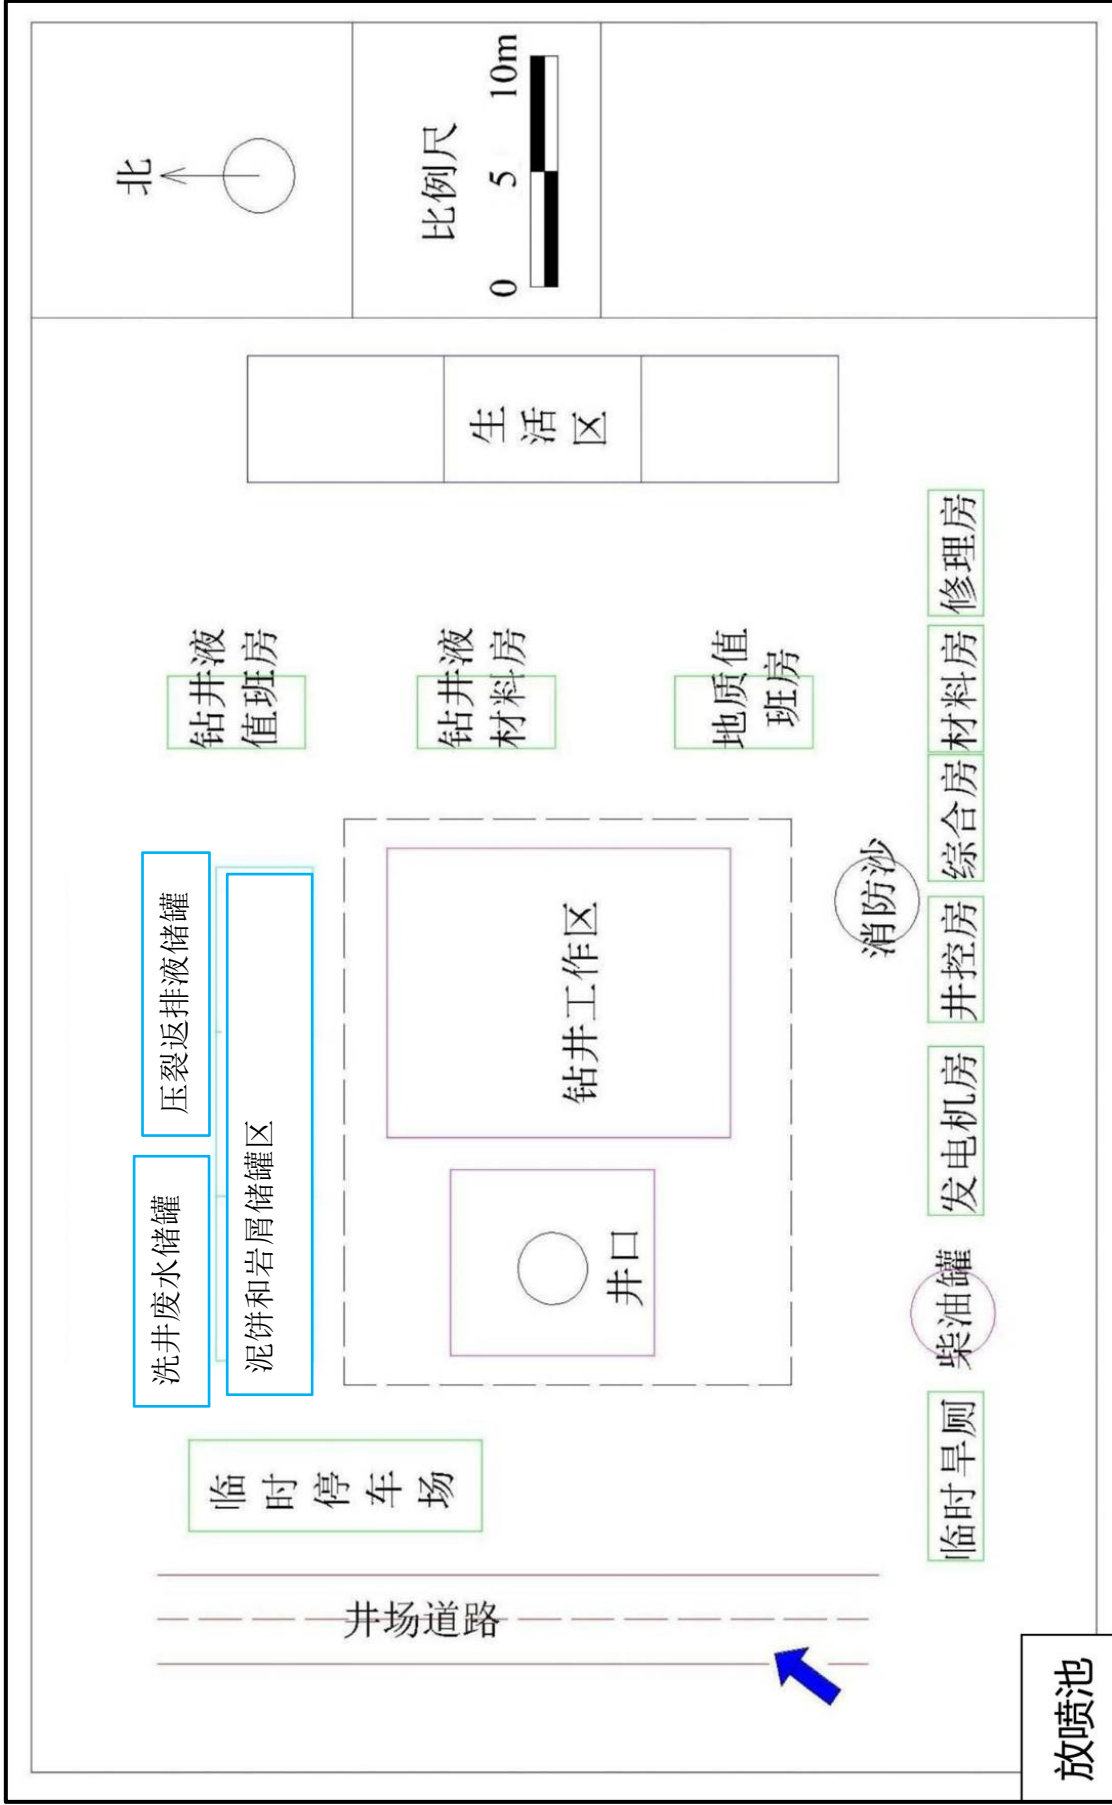 洗井废水储罐
压裂返排液储罐
钻井液
值班房
北
泥饼和岩屑储罐区
临时停车场
井场道路
钻井液
材料房
生活区
比例尺
0 5 10m
井口
钻井工作区
地质值
班房
消防沙
临时旱厕
柴油罐
发电机房
井控房
综合房
材料房
修理房
放喷池